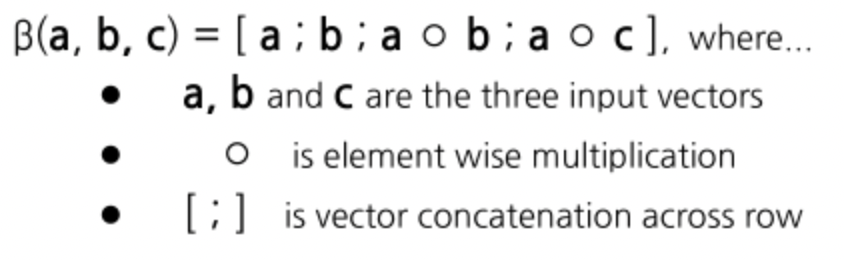 β(a, b, c) = [ a ; b ; a ○ b ; a ○ c ], where...
● a, b and c are the three input vectors
● ○ is element wise multiplication
● [ ; ] is vector concatenation across row